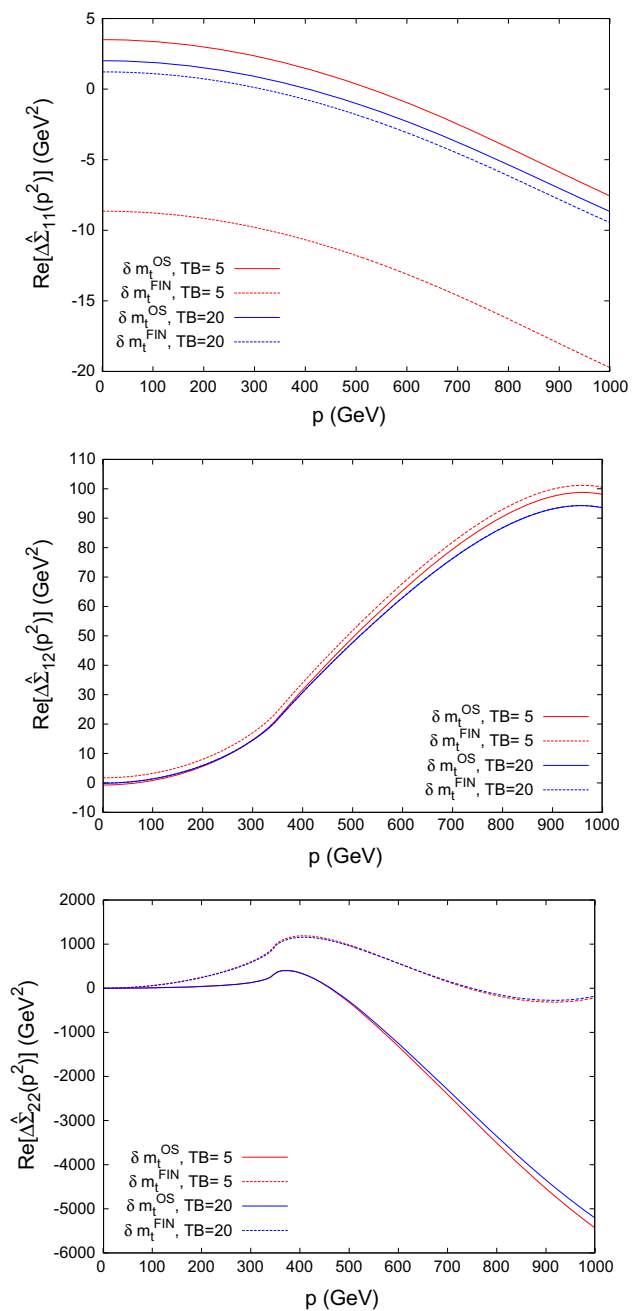 5
0
-5
-10
-15
-20
Re[ΔΣ̂₁₁(p²)] (GeV²)
δ mₜᴼˢ, TB= 5
δ mₜᶠᴵᴺ, TB= 5
δ mₜᴼˢ, TB=20
δ mₜᶠᴵᴺ, TB=20
0 100 200 300 400 500 600 700 800 900 1000
p (GeV)
110
100
90
80
70
60
50
40
30
20
10
0
-10
Re[ΔΣ̂₁₂(p²)] (GeV²)
δ mₜᴼˢ, TB= 5
δ mₜᶠᴵᴺ, TB= 5
δ mₜᴼˢ, TB=20
δ mₜᶠᴵᴺ, TB=20
0 100 200 300 400 500 600 700 800 900 1000
p (GeV)
2000
1000
0
-1000
-2000
-3000
-4000
-5000
-6000
Re[ΔΣ̂₂₂(p²)] (GeV²)
δ mₜᴼˢ, TB= 5
δ mₜᶠᴵᴺ, TB= 5
δ mₜᴼˢ, TB=20
δ mₜᶠᴵᴺ, TB=20
0 100 200 300 400 500 600 700 800 900 1000
p (GeV)